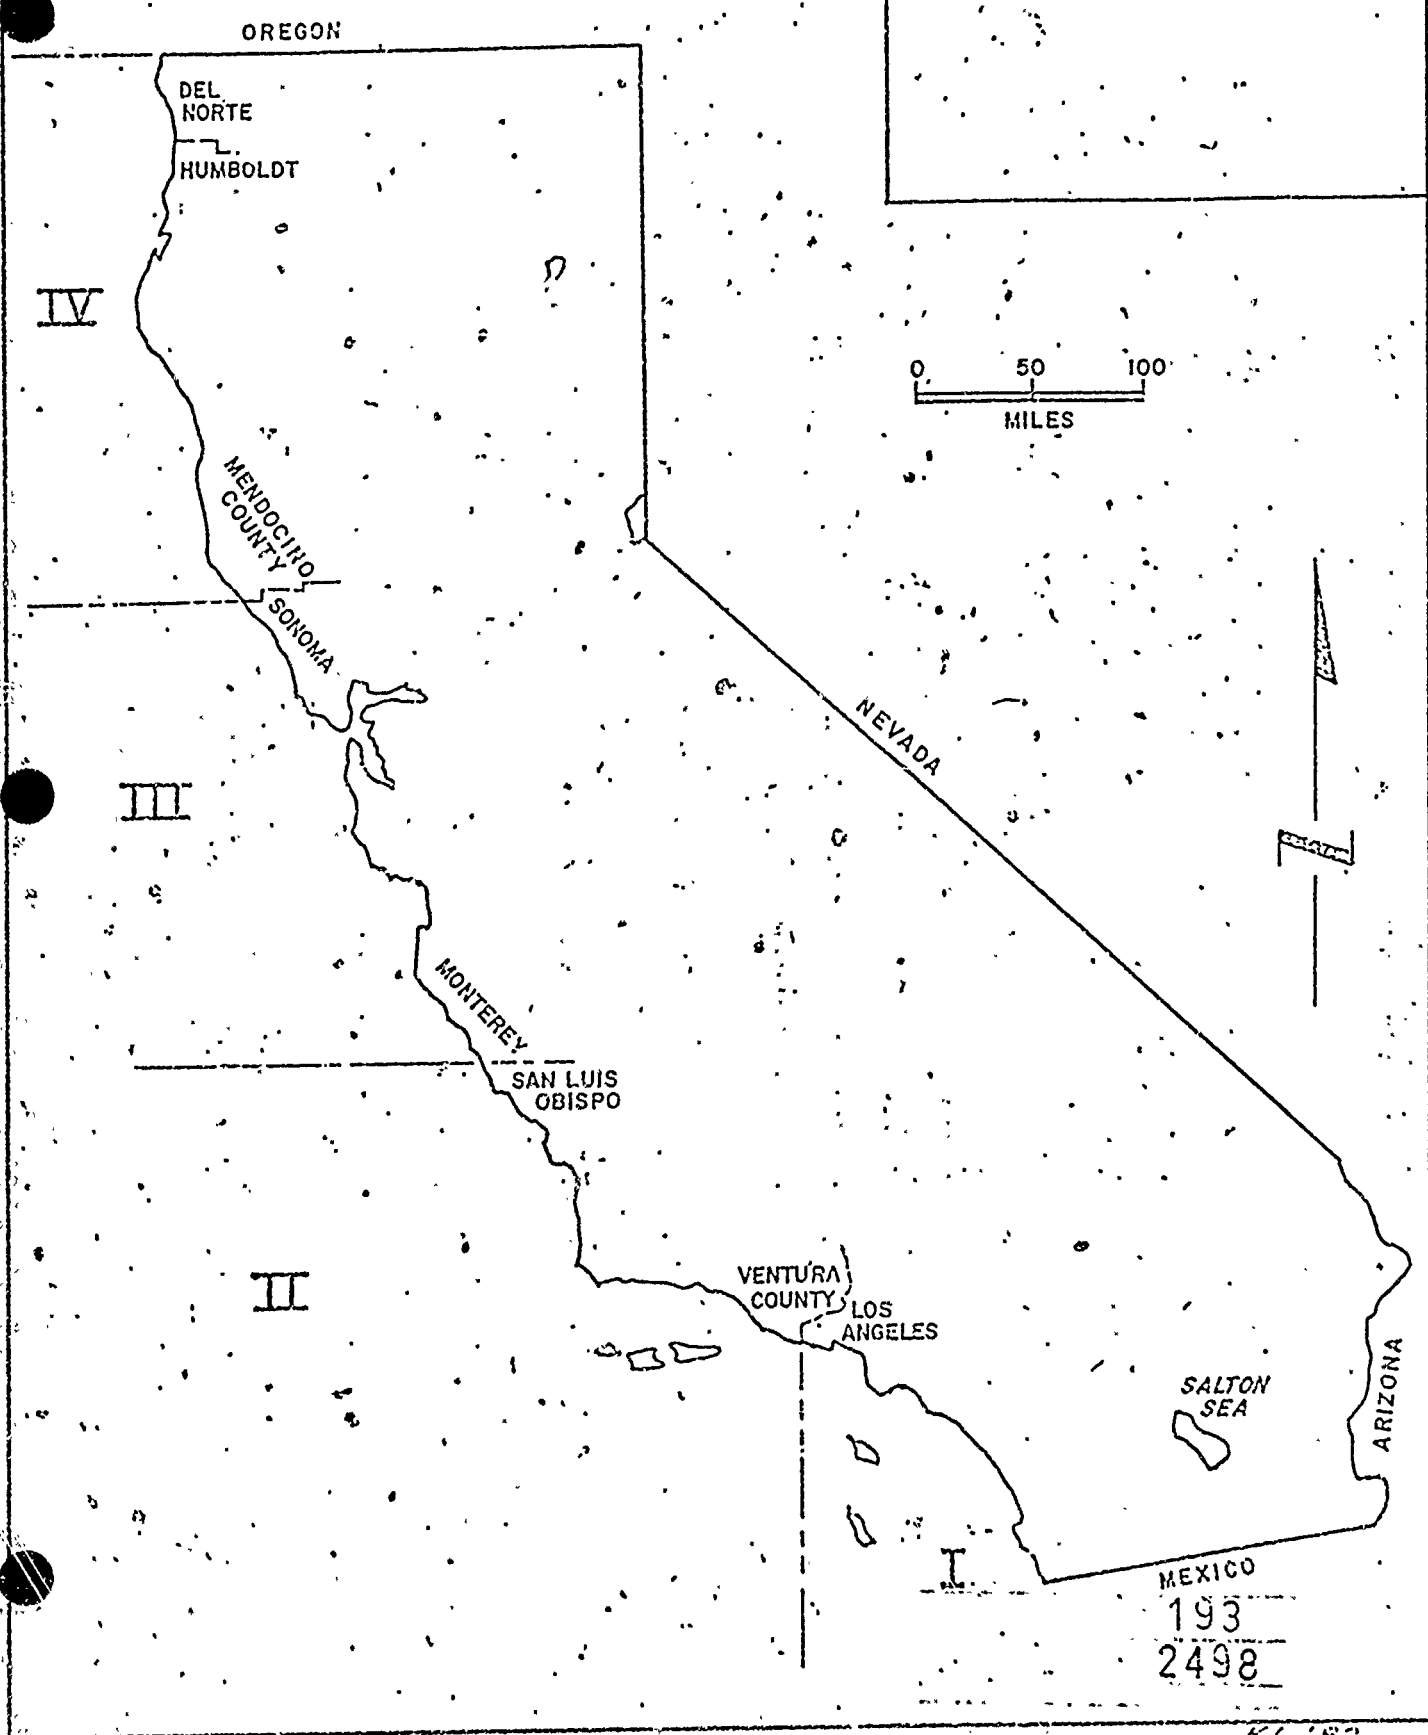 OREGON
DEL
NORTE
HUMBOLDT
IV
0 50 100
MILES
MENDOCINO
COUNTY
SONOMA
NEVADA
III
MONTEREY
SAN LUIS
OBISPO
II
VENTURA
COUNTY
LOS
ANGELES
SALTON
SEA
ARIZONA
I
MEXICO
193
2498